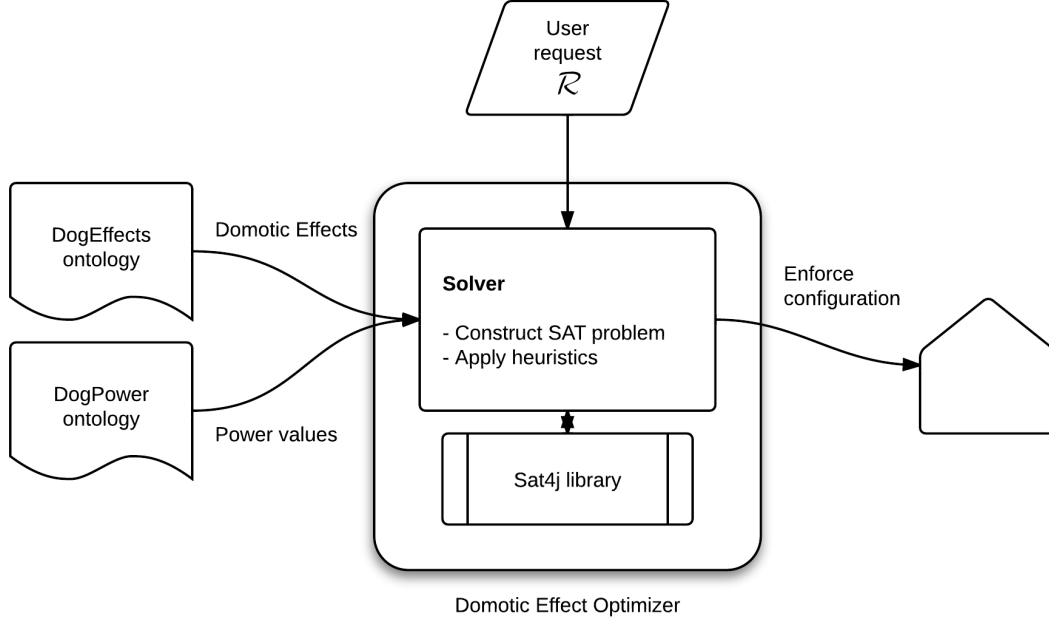 User
request
ℛ
DogEffects
ontology
Domotic Effects
Enforce
configuration
Solver
- Construct SAT problem
- Apply heuristics
DogPower
ontology
Power values
Sat4j library
Domotic Effect Optimizer